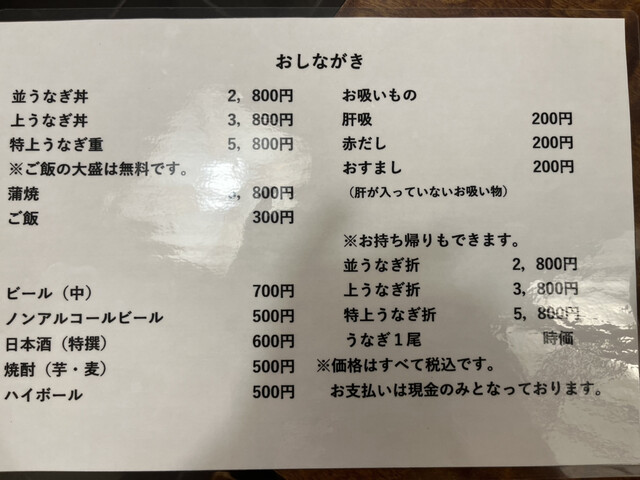 おしながき
並うなぎ丼 2, 800円
上うなぎ丼 3, 800円
特上うなぎ重 5, 800円
※ご飯の大盛は無料です。
蒲焼 , 800円
ご飯 300円
ビール（中） 700円
ノンアルコールビール 500円
日本酒（特撰） 600円
焼酎（芋・麦） 500円
ハイボール 500円
お吸いもの
肝吸 200円
赤だし 200円
おすまし 200円
（肝が入っていないお吸い物）
※お持ち帰りもできます。
並うなぎ折 2, 800円
上うなぎ折 3, 800円
特上うなぎ折 5, 800円
うなぎ１尾 時価
※価格はすべて税込です。
お支払いは現金のみとなっております。